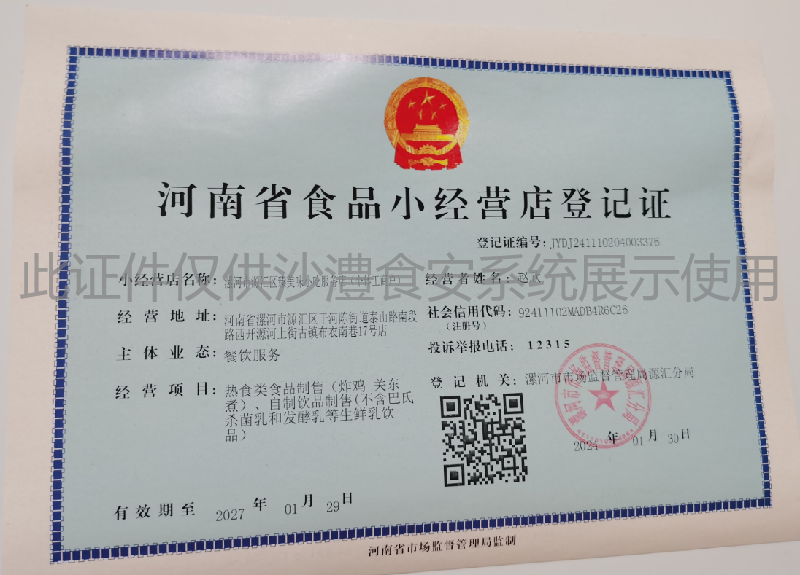 河南省食品小经营店登记证
登记证编号：JYDJ241110204003376
此证件仅供沙澧食安系统展示使用
小经营店名称：
经营者姓名：
经营地址：河南省漯河市源汇区干河陈街道泰山路南段
路西开源河上街古镇布衣南巷17号店
社会信用代码：92411102MADB4R6C26
（注册号）
主体业态：餐饮服务
投诉举报电话：12315
经营项目：热食类食品制售（炸鸡 关东
煮）、自制饮品制售(不含巴氏
杀菌乳和发酵乳等生鲜乳饮
品）
登记机关：漯河市市场监督管理局源汇分局
2024年01月30日
有效期至2027年01月29日
河南省市场监督管理局监制